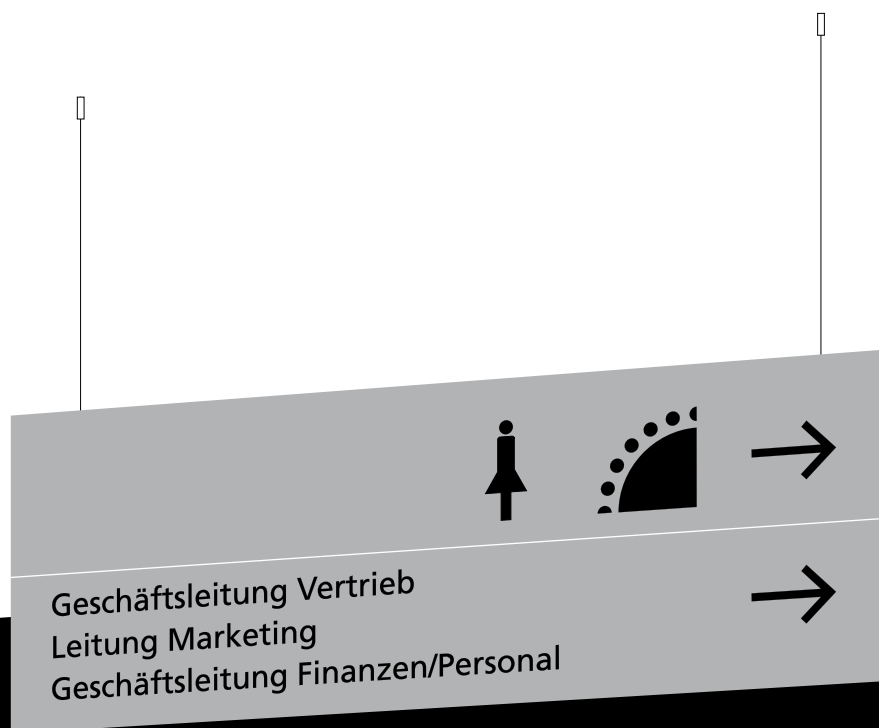 Geschäftsleitung Vertrieb
Leitung Marketing
Geschäftsleitung Finanzen/Personal